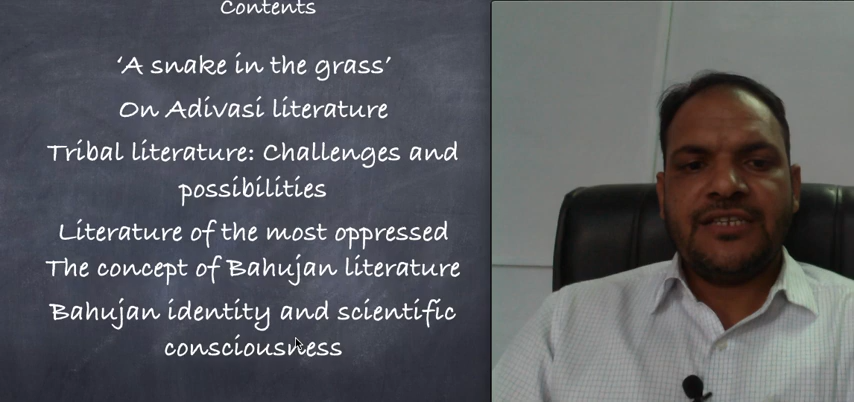 Contents
‘A snake in the grass’
On Adivasi literature
Tribal literature: Challenges and
possibilities
Literature of the most oppressed
The concept of Bahujan literature
Bahujan identity and scientific
consciousness